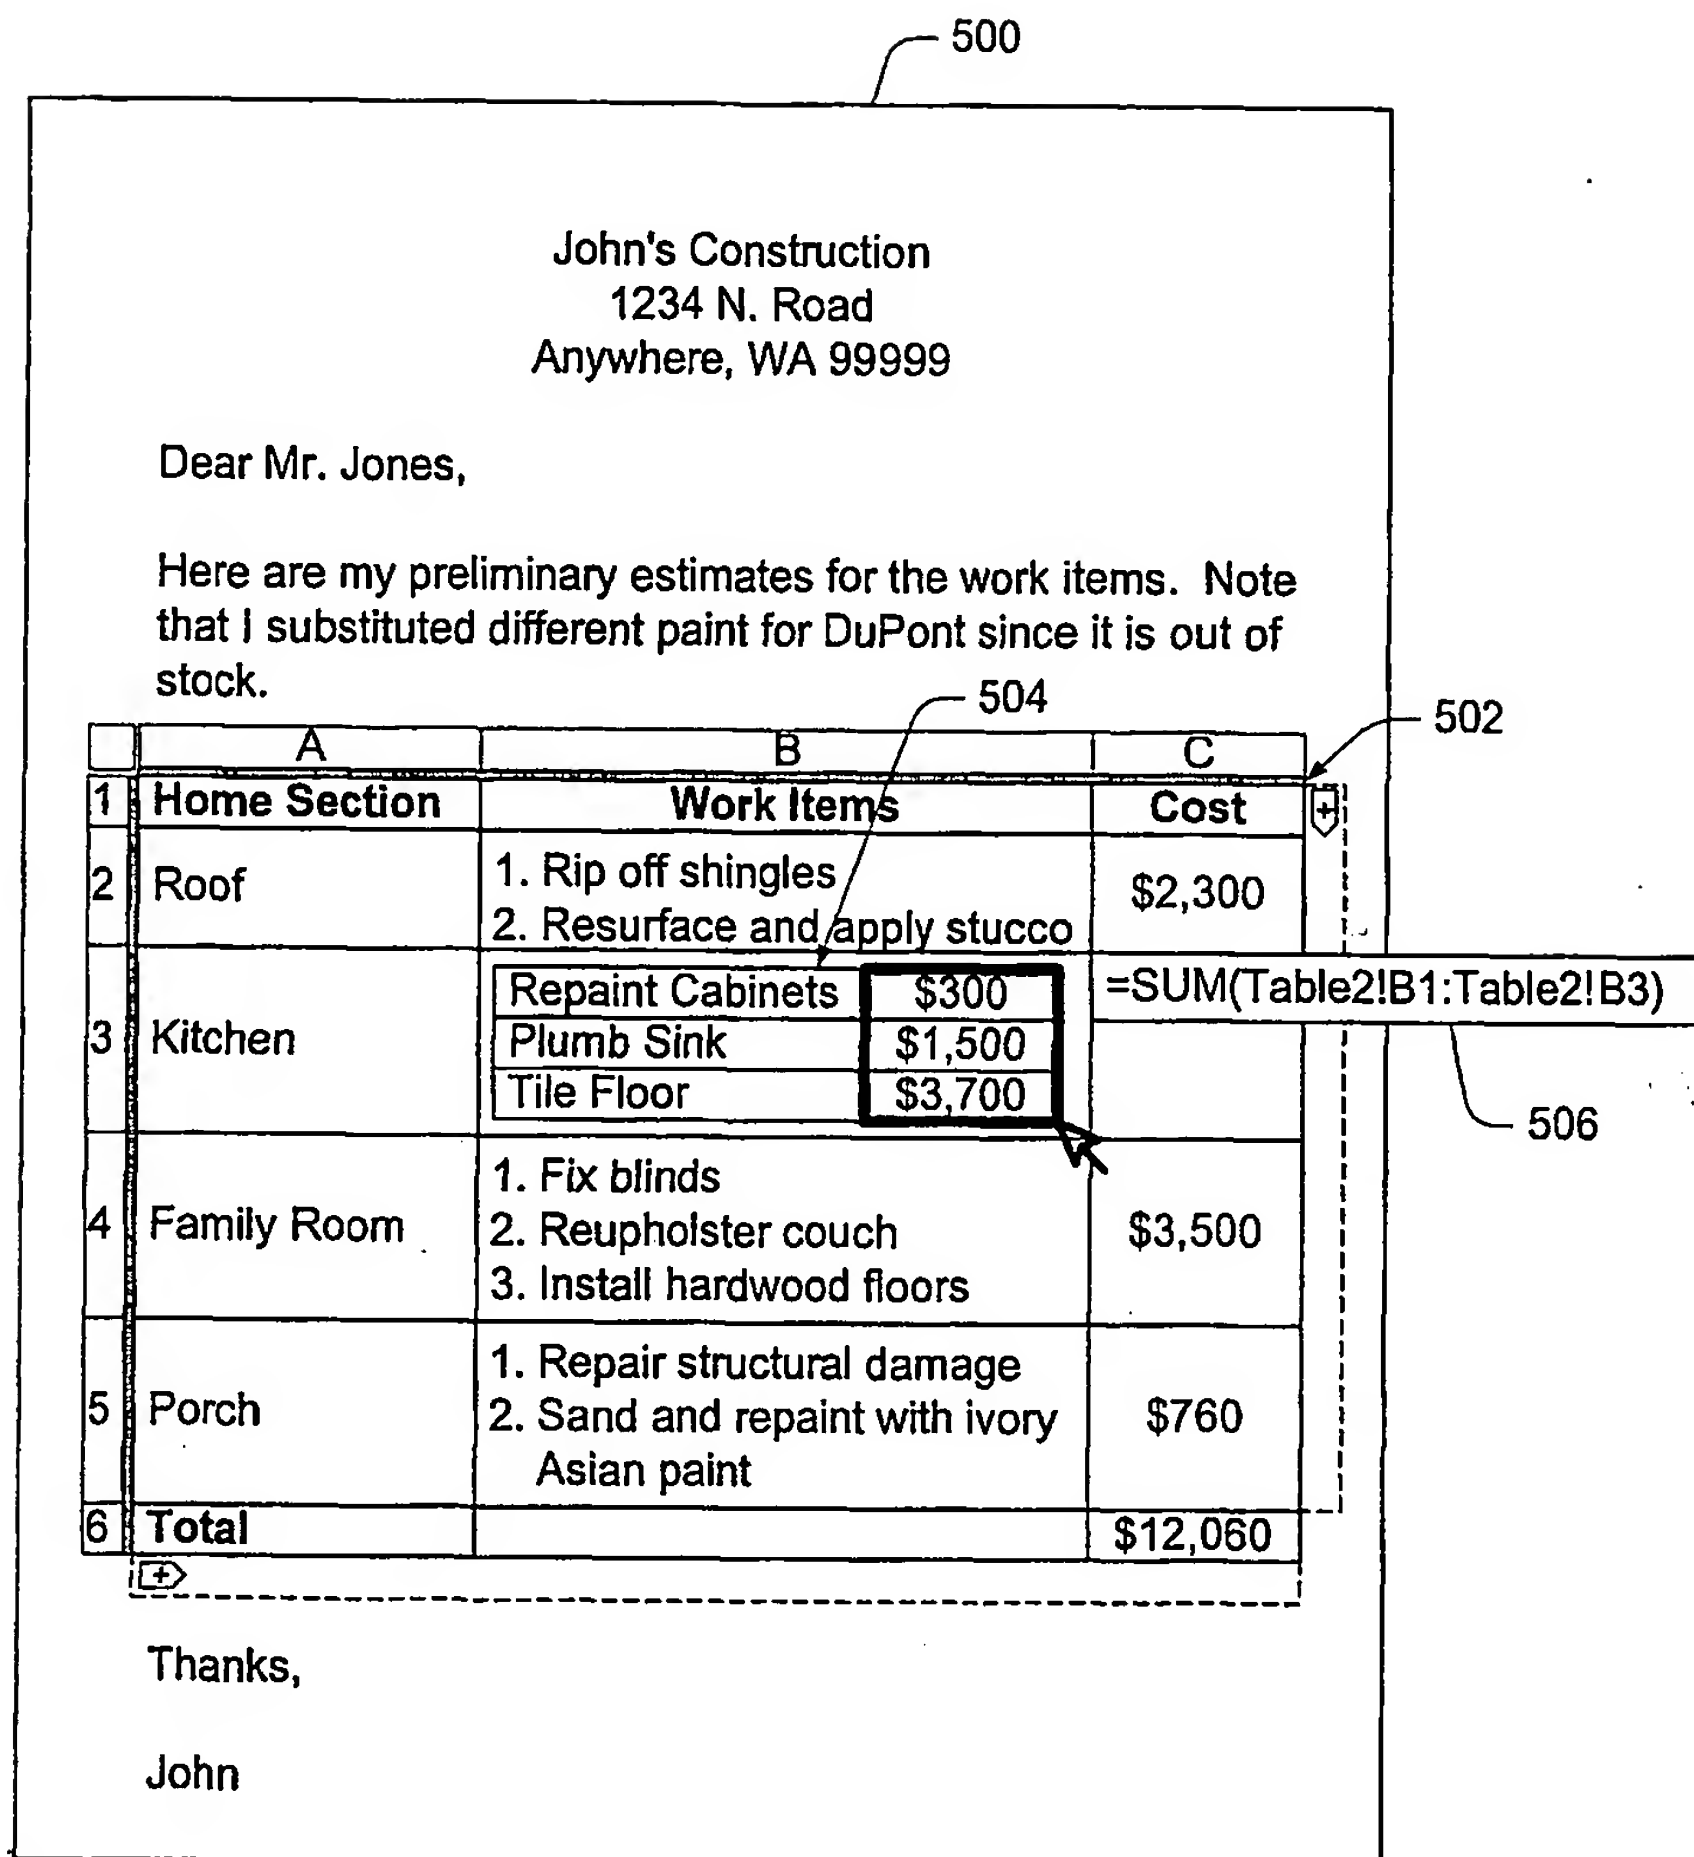 500
John's Construction
1234 N. Road
Anywhere, WA 99999
Dear Mr. Jones,
Here are my preliminary estimates for the work items. Note
that I substituted different paint for DuPont since it is out of
stock.
504
502
A B C
1 Home Section Work Items Cost
+
2 Roof 1. Rip off shingles $2,300
2. Resurface and apply stucco
3 Kitchen Repaint Cabinets $300 =SUM(Table2!B1:Table2!B3)
Plumb Sink $1,500
Tile Floor $3,700
506
4 Family Room 1. Fix blinds $3,500
2. Reupholster couch
3. Install hardwood floors
5 Porch 1. Repair structural damage $760
2. Sand and repaint with ivory
Asian paint
6 Total $12,060
+
Thanks,
John